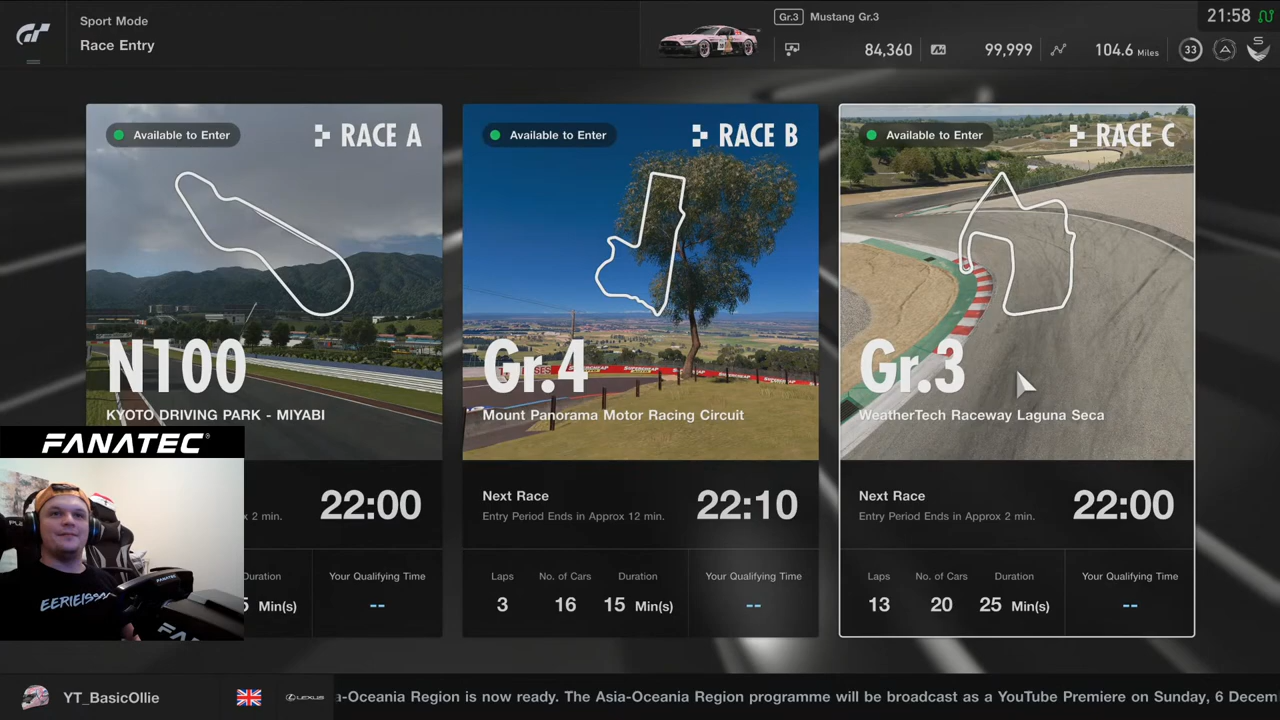 Sport Mode
Race Entry
Gr.3 Mustang Gr.3
21:58
84,360
99,999
104.6 Miles
33
A
S
Available to Enter
RACE A
N100
KYOTO DRIVING PARK - MIYABI
x 2 min.
22:00
Duration
Min(s)
Your Qualifying Time
--
Available to Enter
RACE B
Gr.4
Mount Panorama Motor Racing Circuit
Next Race
Entry Period Ends in Approx 12 min.
22:10
Laps No. of Cars Duration
3 16 15 Min(s)
Your Qualifying Time
--
Available to Enter
RACE C
Gr.3
WeatherTech Raceway Laguna Seca
Next Race
Entry Period Ends in Approx 2 min.
22:00
Laps No. of Cars Duration
13 20 25 Min(s)
Your Qualifying Time
--
FANATEC
YT_BasicOllie
LEXUS
a-Oceania Region is now ready. The Asia-Oceania Region programme will be broadcast as a YouTube Premiere on Sunday, 6 Decem